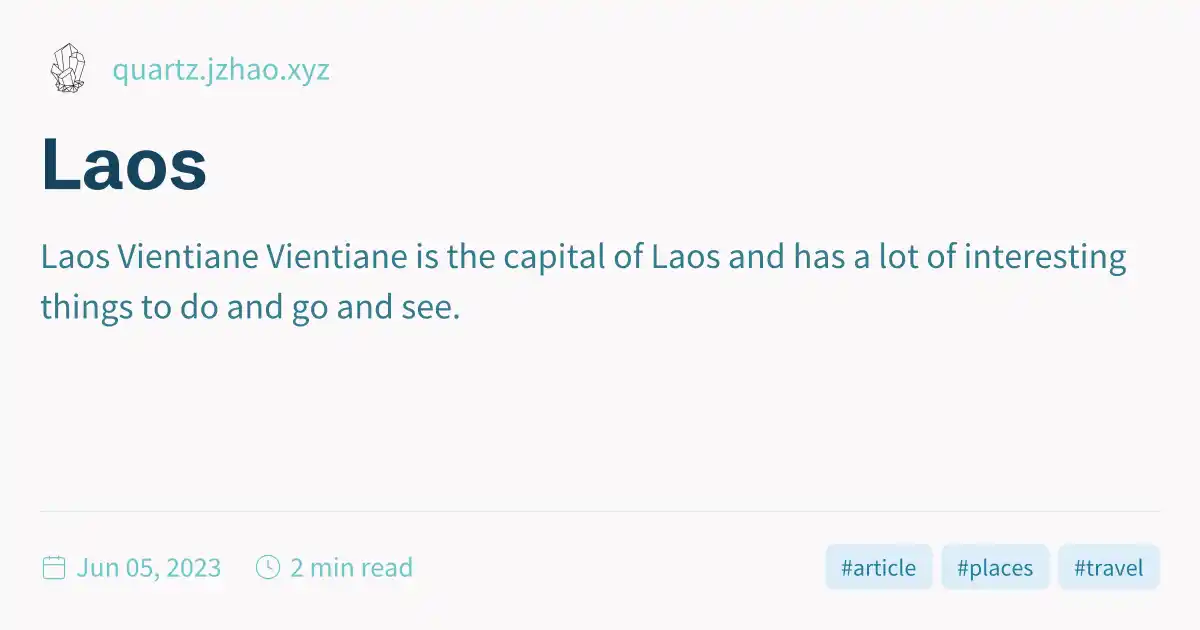 quartz.jzhao.xyz
Laos
Laos Vientiane Vientiane is the capital of Laos and has a lot of interesting
things to do and go and see.
Jun 05, 2023 2 min read #article #places #travel